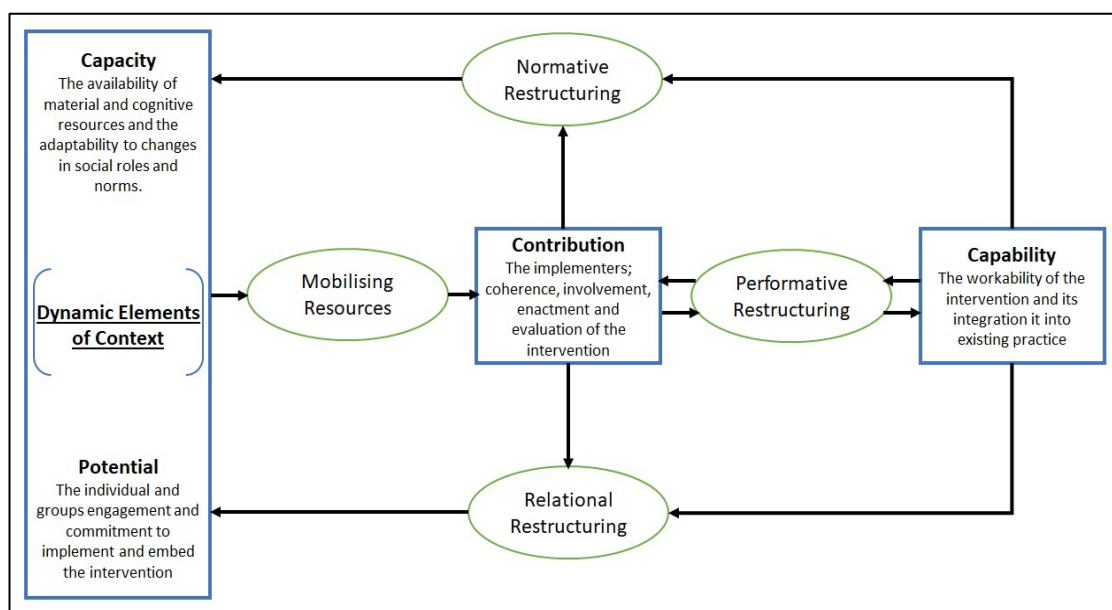 Capacity
The availability of
material and cognitive
resources and the
adaptability to changes
in social roles and
norms.
Dynamic Elements
of Context
Potential
The individual and
groups engagement and
commitment to
implement and embed
the intervention
Mobilising
Resources
Normative
Restructuring
Contribution
The implementers;
coherence, involvement,
enactment and
evaluation of the
intervention
Relational
Restructuring
Performative
Restructuring
Capability
The workability of the
intervention and its
integration it into
existing practice